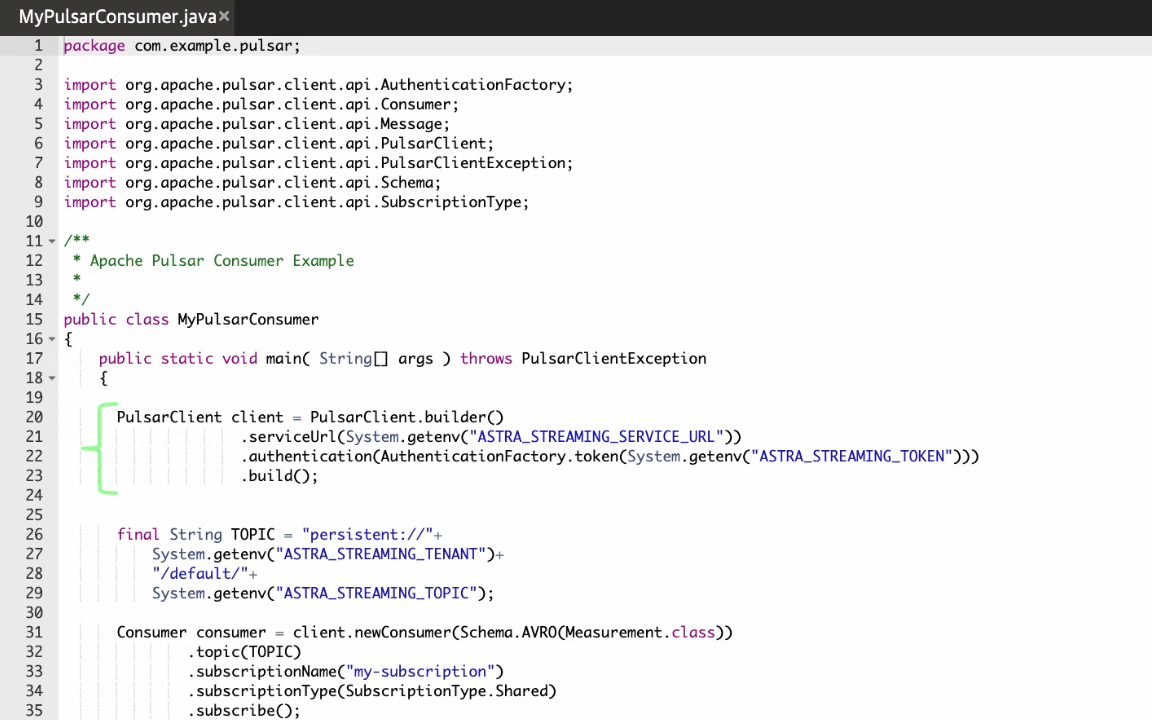 MyPulsarConsumer.java×
1 package com.example.pulsar;
2
3 import org.apache.pulsar.client.api.AuthenticationFactory;
4 import org.apache.pulsar.client.api.Consumer;
5 import org.apache.pulsar.client.api.Message;
6 import org.apache.pulsar.client.api.PulsarClient;
7 import org.apache.pulsar.client.api.PulsarClientException;
8 import org.apache.pulsar.client.api.Schema;
9 import org.apache.pulsar.client.api.SubscriptionType;
10
11 /**
12  * Apache Pulsar Consumer Example
13  *
14  */
15 public class MyPulsarConsumer
16 {
17     public static void main( String[] args ) throws PulsarClientException
18     {
19
20       PulsarClient client = PulsarClient.builder()
21                     .serviceUrl(System.getenv("ASTRA_STREAMING_SERVICE_URL"))
22                     .authentication(AuthenticationFactory.token(System.getenv("ASTRA_STREAMING_TOKEN")))
23                     .build();
24
25
26       final String TOPIC = "persistent://"+
27           System.getenv("ASTRA_STREAMING_TENANT")+
28           "/default/"+
29           System.getenv("ASTRA_STREAMING_TOPIC");
30
31       Consumer consumer = client.newConsumer(Schema.AVRO(Measurement.class))
32               .topic(TOPIC)
33               .subscriptionName("my-subscription")
34               .subscriptionType(SubscriptionType.Shared)
35               .subscribe();